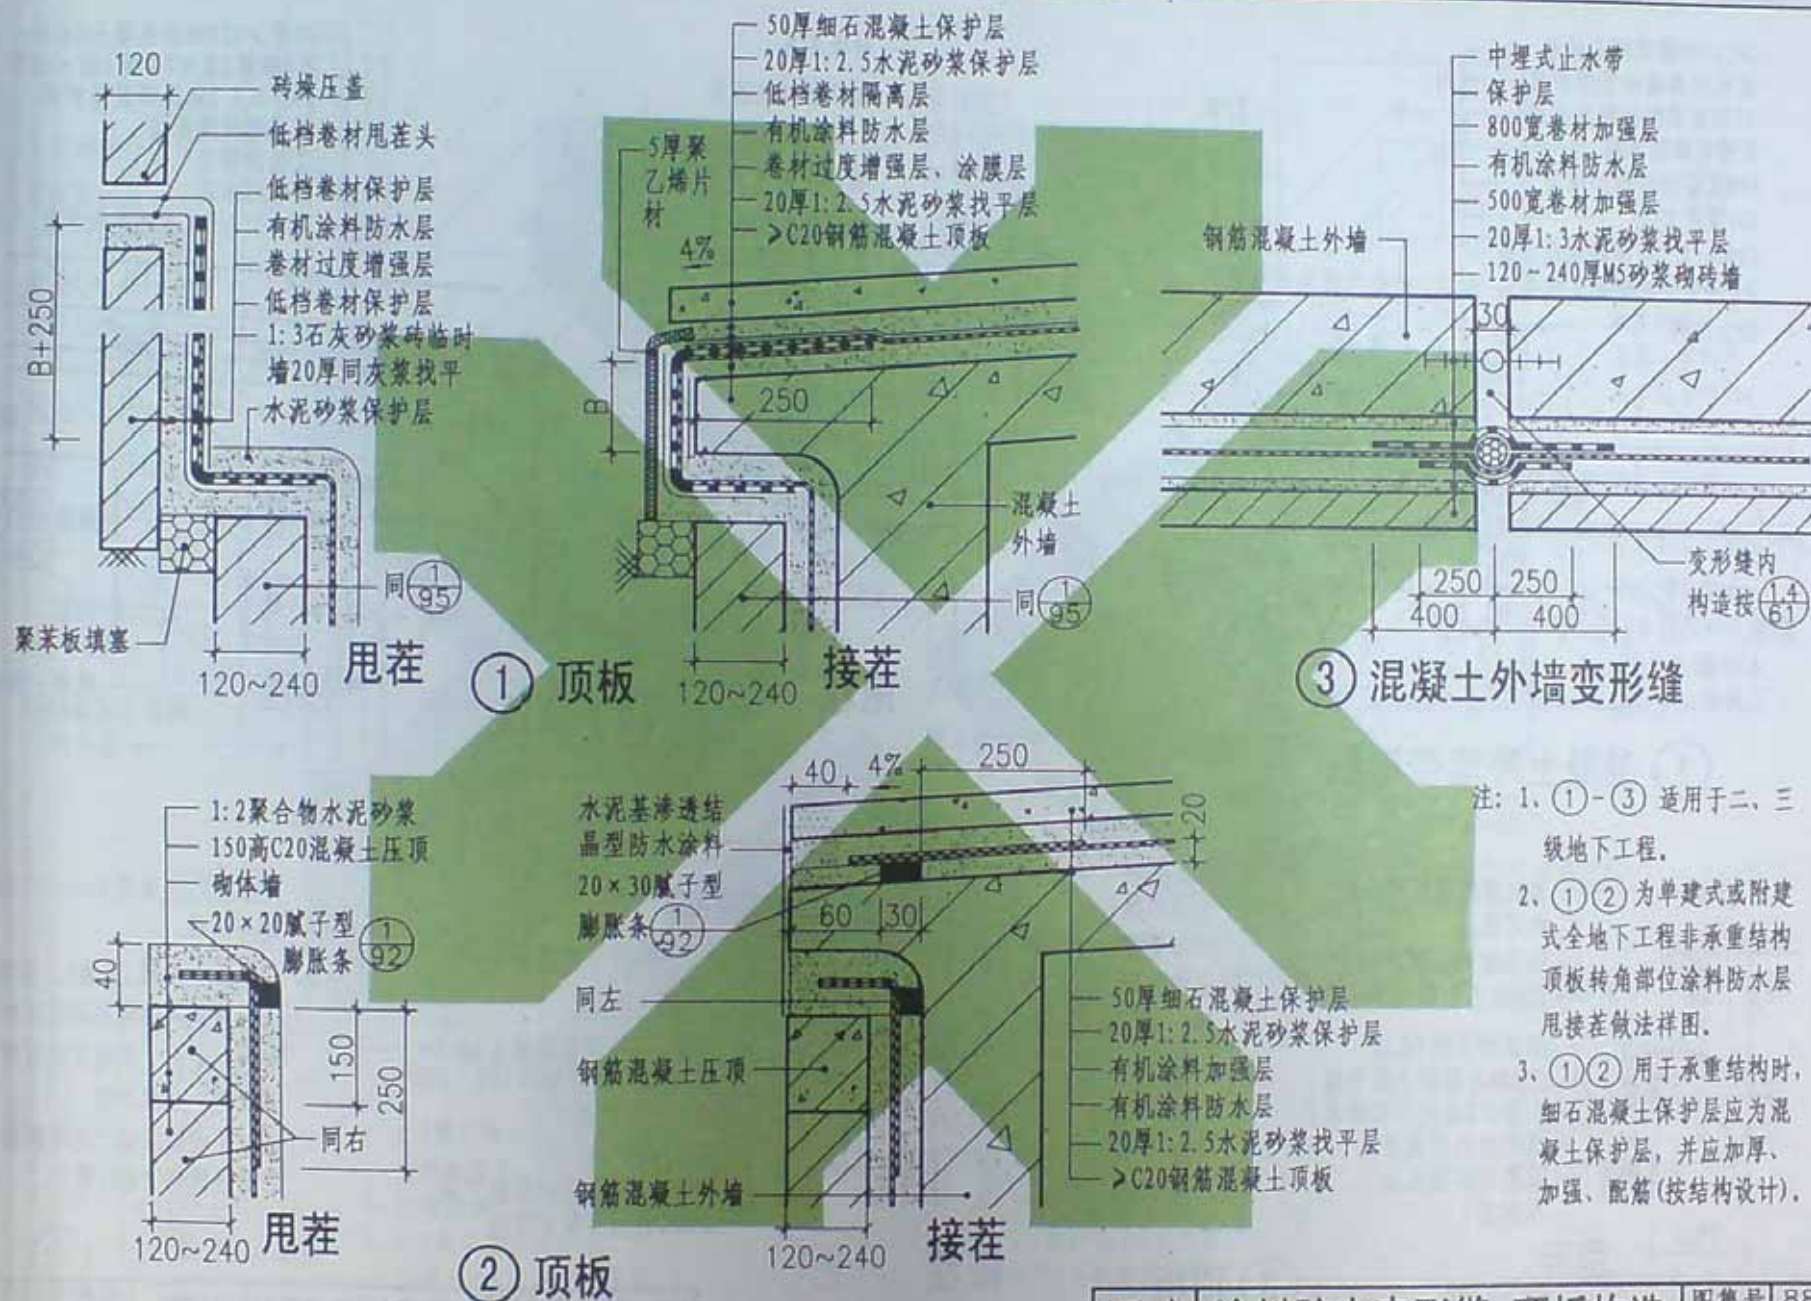 120
砖垛压盖
低档卷材甩茬头
低档卷材保护层
有机涂料防水层
卷材过度增强层
低档卷材保护层
1:3石灰砂浆砖临时
墙20厚同灰浆找平
水泥砂浆保护层
B+250
同 1/95
聚苯板填塞
120~240
甩茬
① 顶板
50厚细石混凝土保护层
20厚1:2.5水泥砂浆保护层
低档卷材隔离层
有机涂料防水层
卷材过度增强层、涂膜层
20厚1:2.5水泥砂浆找平层
≥C20钢筋混凝土顶板
5厚聚
乙烯片
材
4%
B
250
混凝土
外墙
同 1/95
120~240
接茬
中埋式止水带
保护层
800宽卷材加强层
有机涂料防水层
500宽卷材加强层
20厚1:3水泥砂浆找平层
120~240厚M5砂浆砌砖墙
钢筋混凝土外墙
30
250 250
400 400
变形缝内
构造按 1.4/61
③ 混凝土外墙变形缝
1:2聚合物水泥砂浆
150高C20混凝土压顶
砌体墙
20×20腻子型
膨胀条 1/92
40
150
250
同右
120~240
甩茬
② 顶板
40 4% 250
水泥基渗透结
晶型防水涂料
20×30腻子型
膨胀条 1/92
60 30
20
同左
钢筋混凝土压顶
钢筋混凝土外墙
50厚细石混凝土保护层
20厚1:2.5水泥砂浆保护层
有机涂料加强层
有机涂料防水层
20厚1:2.5水泥砂浆找平层
≥C20钢筋混凝土顶板
120~240
接茬
注: 1、①-③ 适用于二、三
级地下工程.
2、①② 为单建式或附建
式全地下工程非承重结构
顶板转角部位涂料防水层
甩接茬做法样图.
3、①② 用于承重结构时,
细石混凝土保护层应为混
凝土保护层, 并应加厚、
加强、配筋(按结构设计).
图集号